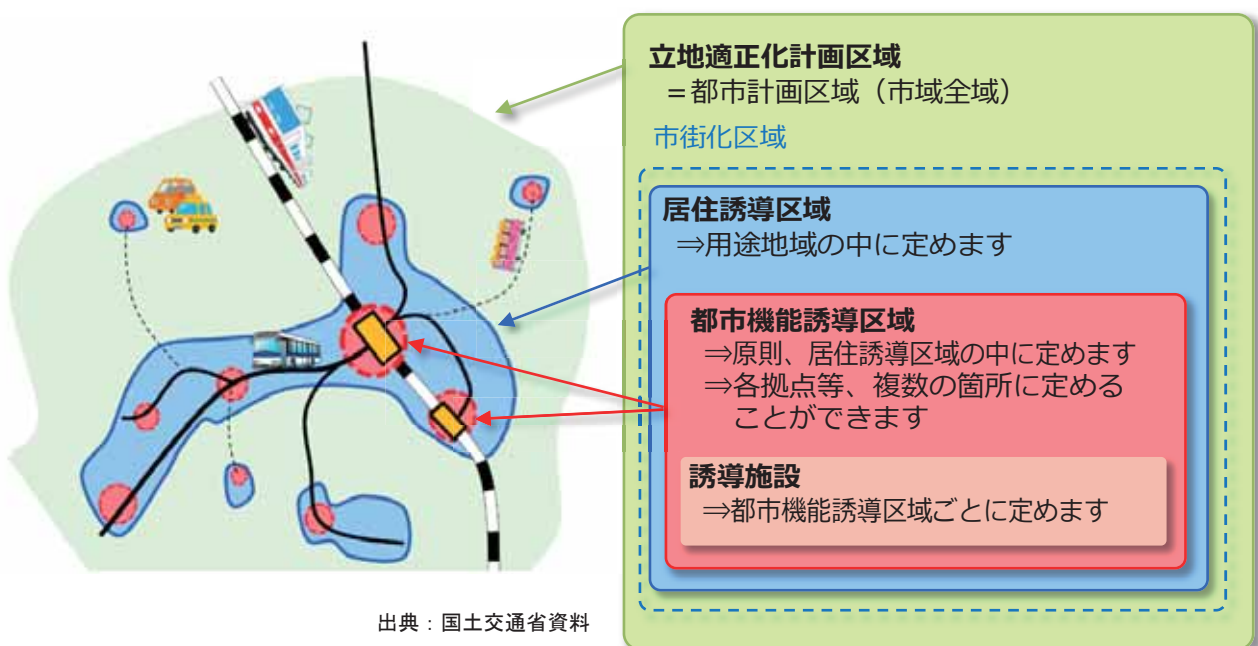 立地適正化計画区域
＝都市計画区域（市域全域）
市街化区域
居住誘導区域
⇒用途地域の中に定めます
都市機能誘導区域
⇒原則、居住誘導区域の中に定めます
⇒各拠点等、複数の箇所に定める
ことができます
誘導施設
⇒都市機能誘導区域ごとに定めます
出典：国土交通省資料